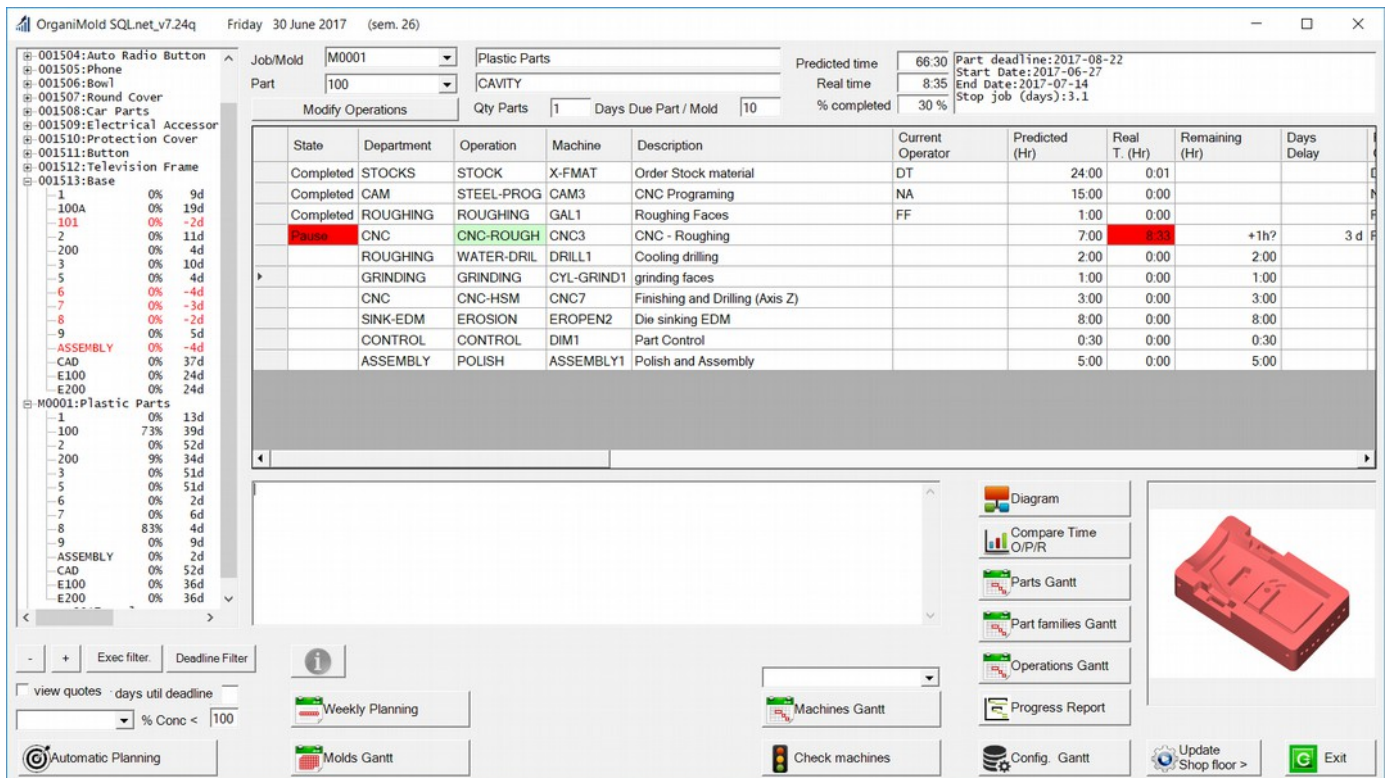 OrganiMold SQL.net_v7.24q Friday 30 June 2017 (sem. 26)
001504:Auto Radio Button
001505:Phone
001506:Bowl
001507:Round Cover
001508:Car Parts
001509:Electrical Accessor
001510:Protection Cover
001511:Button
001512:Television Frame
001513:Base
1 0% 9d
100A 0% 19d
101 0% -2d
2 0% 11d
200 0% 4d
3 0% 10d
5 0% 4d
6 0% -4d
7 0% -3d
8 0% -2d
9 0% 5d
ASSEMBLY 0% -4d
CAD 0% 37d
E100 0% 24d
E200 0% 24d
M0001:Plastic Parts
1 0% 13d
100 73% 39d
2 0% 52d
200 9% 34d
3 0% 51d
5 0% 51d
6 0% 2d
7 0% 6d
8 83% 4d
9 0% 9d
ASSEMBLY 0% 2d
CAD 0% 52d
E100 0% 36d
E200 0% 36d
Job/Mold M0001 Plastic Parts
Part 100 CAVITY
Modify Operations Qty Parts 1 Days Due Part / Mold 10
Predicted time 66:30
Real time 8:35
% completed 30 %
Part deadline:2017-08-22
Start Date:2017-06-27
End Date:2017-07-14
Stop job (days):3.1
State Department Operation Machine Description Current Operator Predicted (Hr) Real T. (Hr) Remaining (Hr) Days Delay
Completed STOCKS STOCK X-FMAT Order Stock material DT 24:00 0:01
Completed CAM STEEL-PROG CAM3 CNC Programing NA 15:00 0:00
Completed ROUGHING ROUGHING GAL1 Roughing Faces FF 1:00 0:00
Pause CNC CNC-ROUGH CNC3 CNC - Roughing 7:00 8:33 +1h? 3 d
ROUGHING WATER-DRIL DRILL1 Cooling drilling 2:00 0:00 2:00
GRINDING GRINDING CYL-GRIND1 grinding faces 1:00 0:00 1:00
CNC CNC-HSM CNC7 Finishing and Drilling (Axis Z) 3:00 0:00 3:00
SINK-EDM EROSION EROPEN2 Die sinking EDM 8:00 0:00 8:00
CONTROL CONTROL DIM1 Part Control 0:30 0:00 0:30
ASSEMBLY POLISH ASSEMBLY1 Polish and Assembly 5:00 0:00 5:00
Diagram
Compare Time
O/P/R
Parts Gantt
Part families Gantt
Operations Gantt
Progress Report
- + Exec filter. Deadline Filter
view quotes days util deadline
% Conc < 100
Weekly Planning
Machines Gantt
Automatic Planning
Molds Gantt
Check machines
Config. Gantt
Update
Shop floor >
Exit